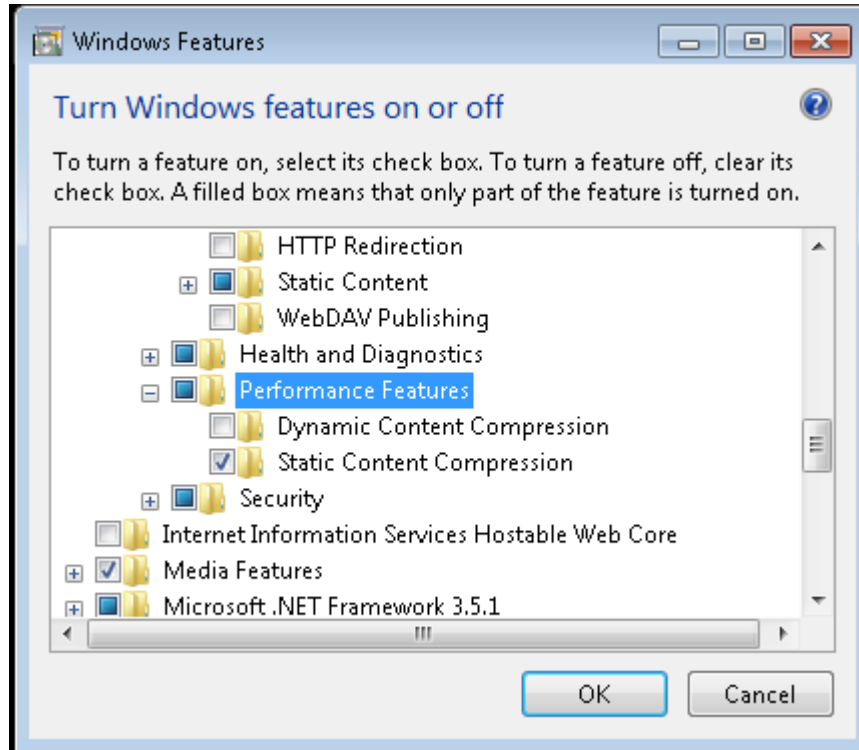 Windows Features
Turn Windows features on or off
To turn a feature on, select its check box. To turn a feature off, clear its
check box. A filled box means that only part of the feature is turned on.
HTTP Redirection
Static Content
WebDAV Publishing
Health and Diagnostics
Performance Features
Dynamic Content Compression
Static Content Compression
Security
Internet Information Services Hostable Web Core
Media Features
Microsoft .NET Framework 3.5.1
OK Cancel